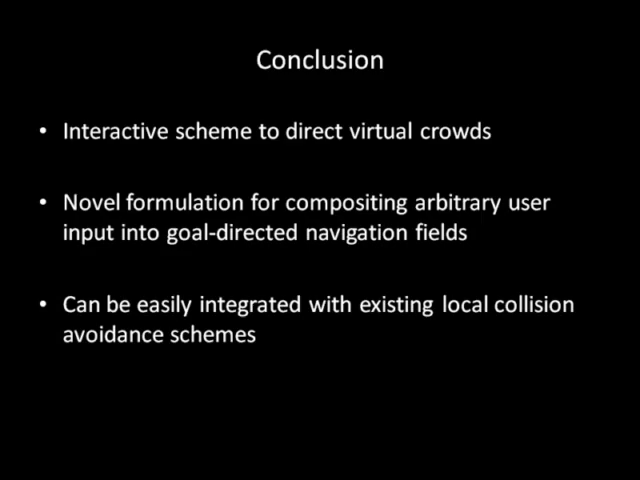 Conclusion
• Interactive scheme to direct virtual crowds
• Novel formulation for compositing arbitrary user
input into goal-directed navigation fields
• Can be easily integrated with existing local collision
avoidance schemes